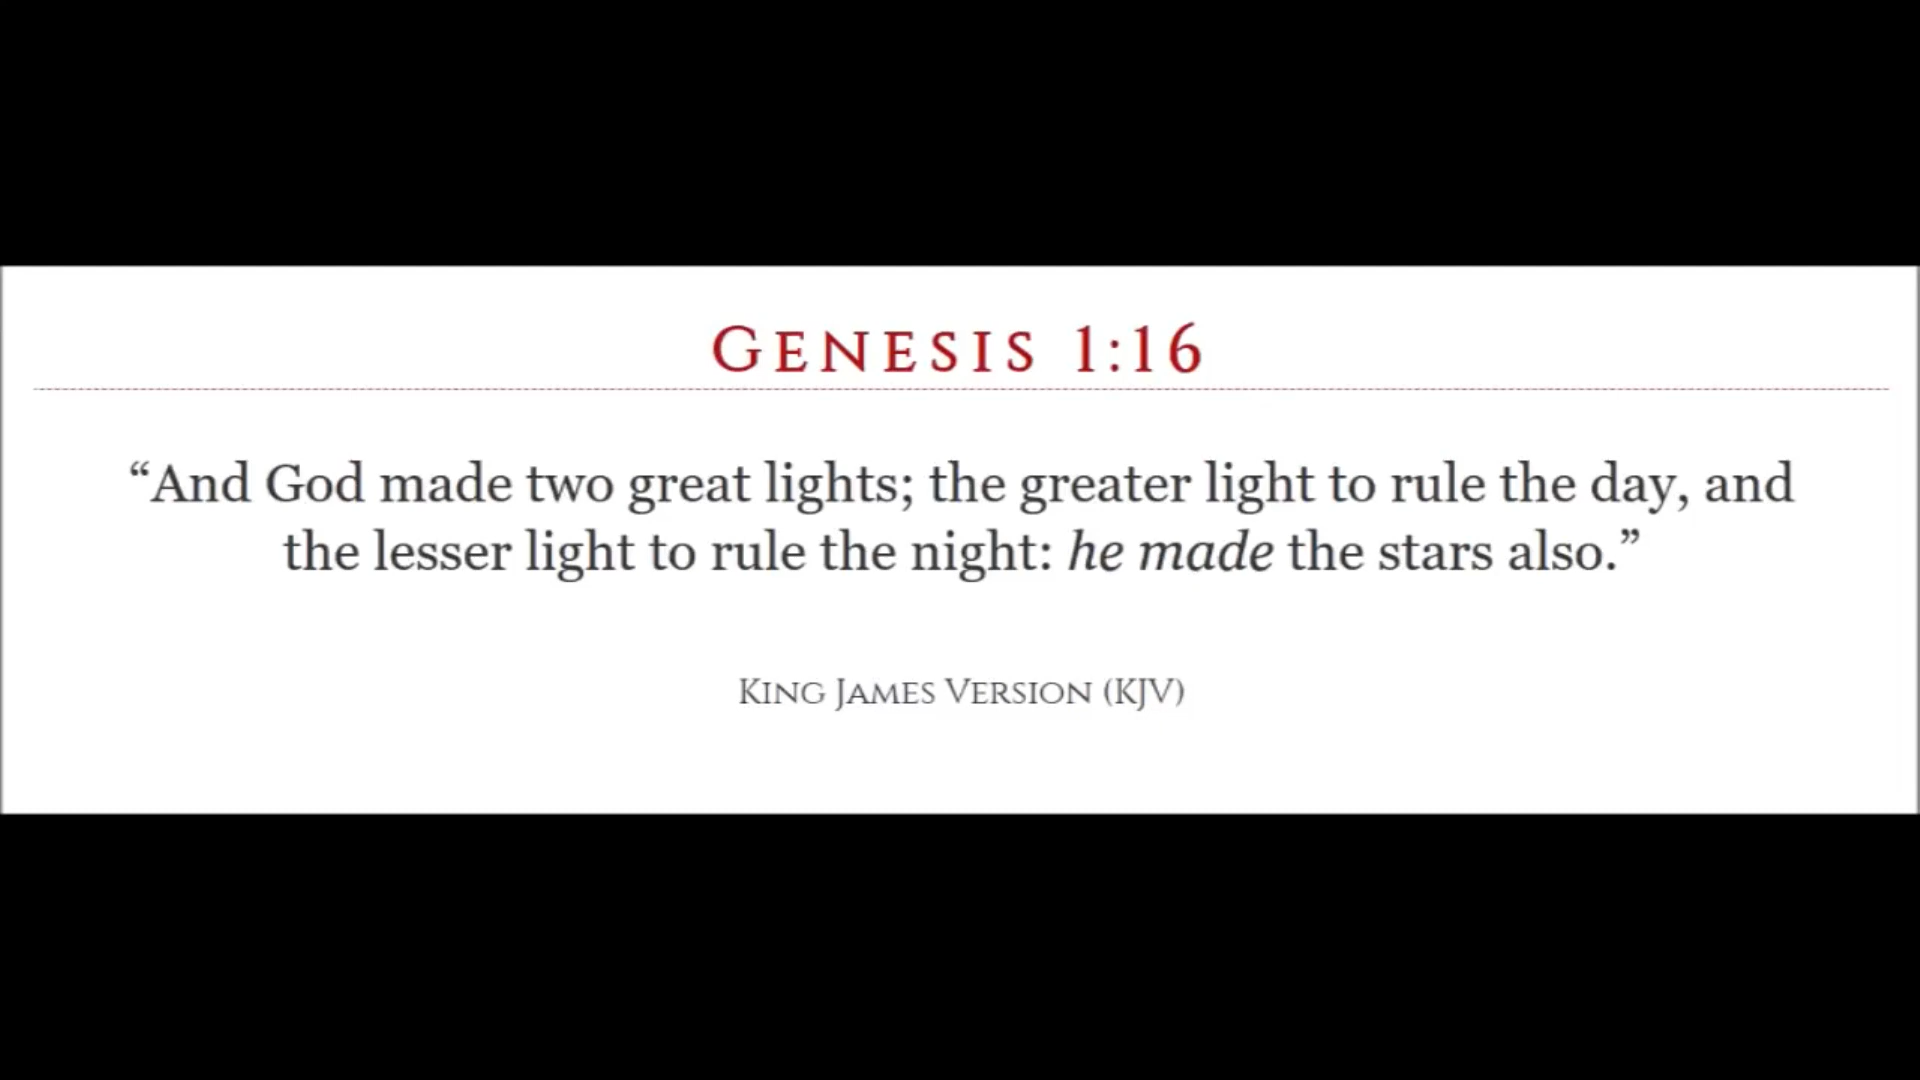 GENESIS 1:16
“And God made two great lights; the greater light to rule the day, and
the lesser light to rule the night: he made the stars also.”
KING JAMES VERSION (KJV)